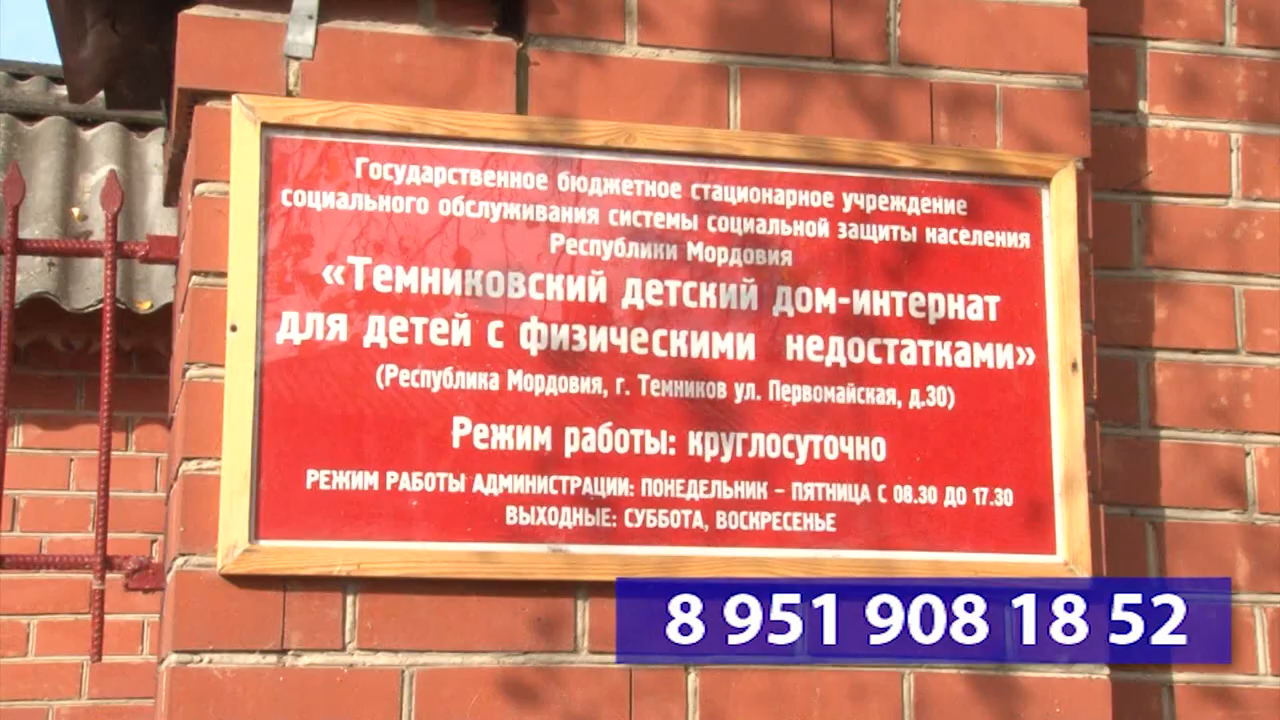 Государственное бюджетное стационарное учреждение
социального обслуживания системы социальной защиты населения
Республики Мордовия
«Темниковский детский дом-интернат
для детей с физическими недостатками»
(Республика Мордовия, г. Темников ул. Первомайская, д.30)
Режим работы: круглосуточно
РЕЖИМ РАБОТЫ АДМИНИСТРАЦИИ: ПОНЕДЕЛЬНИК – ПЯТНИЦА С 08.30 ДО 17.30
ВЫХОДНЫЕ: СУББОТА, ВОСКРЕСЕНЬЕ
8 951 908 18 52